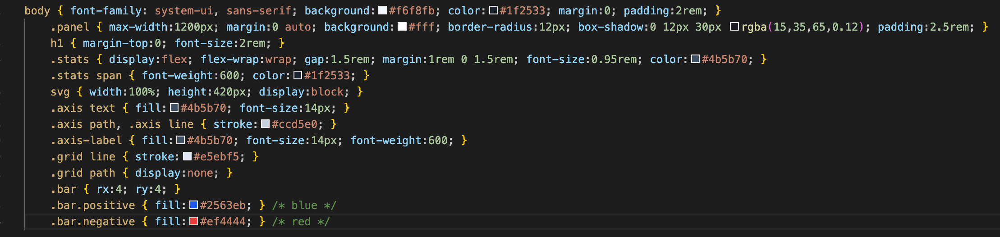 body { font-family: system-ui, sans-serif; background:#f6f8fb; color:#1f2533; margin:0; padding:2rem; }
.panel { max-width:1200px; margin:0 auto; background:#fff; border-radius:12px; box-shadow:0 12px 30px rgba(15,35,65,0.12); padding:2.5rem; }
h1 { margin-top:0; font-size:2rem; }
.stats { display:flex; flex-wrap:wrap; gap:1.5rem; margin:1rem 0 1.5rem; font-size:0.95rem; color:#4b5b70; }
.stats span { font-weight:600; color:#1f2533; }
svg { width:100%; height:420px; display:block; }
.axis text { fill:#4b5b70; font-size:14px; }
.axis path, .axis line { stroke:#ccd5e0; }
.axis-label { fill:#4b5b70; font-size:14px; font-weight:600; }
.grid line { stroke:#e5ebf5; }
.grid path { display:none; }
.bar { rx:4; ry:4; }
.bar.positive { fill:#2563eb; } /* blue */
.bar.negative { fill:#ef4444; } /* red */